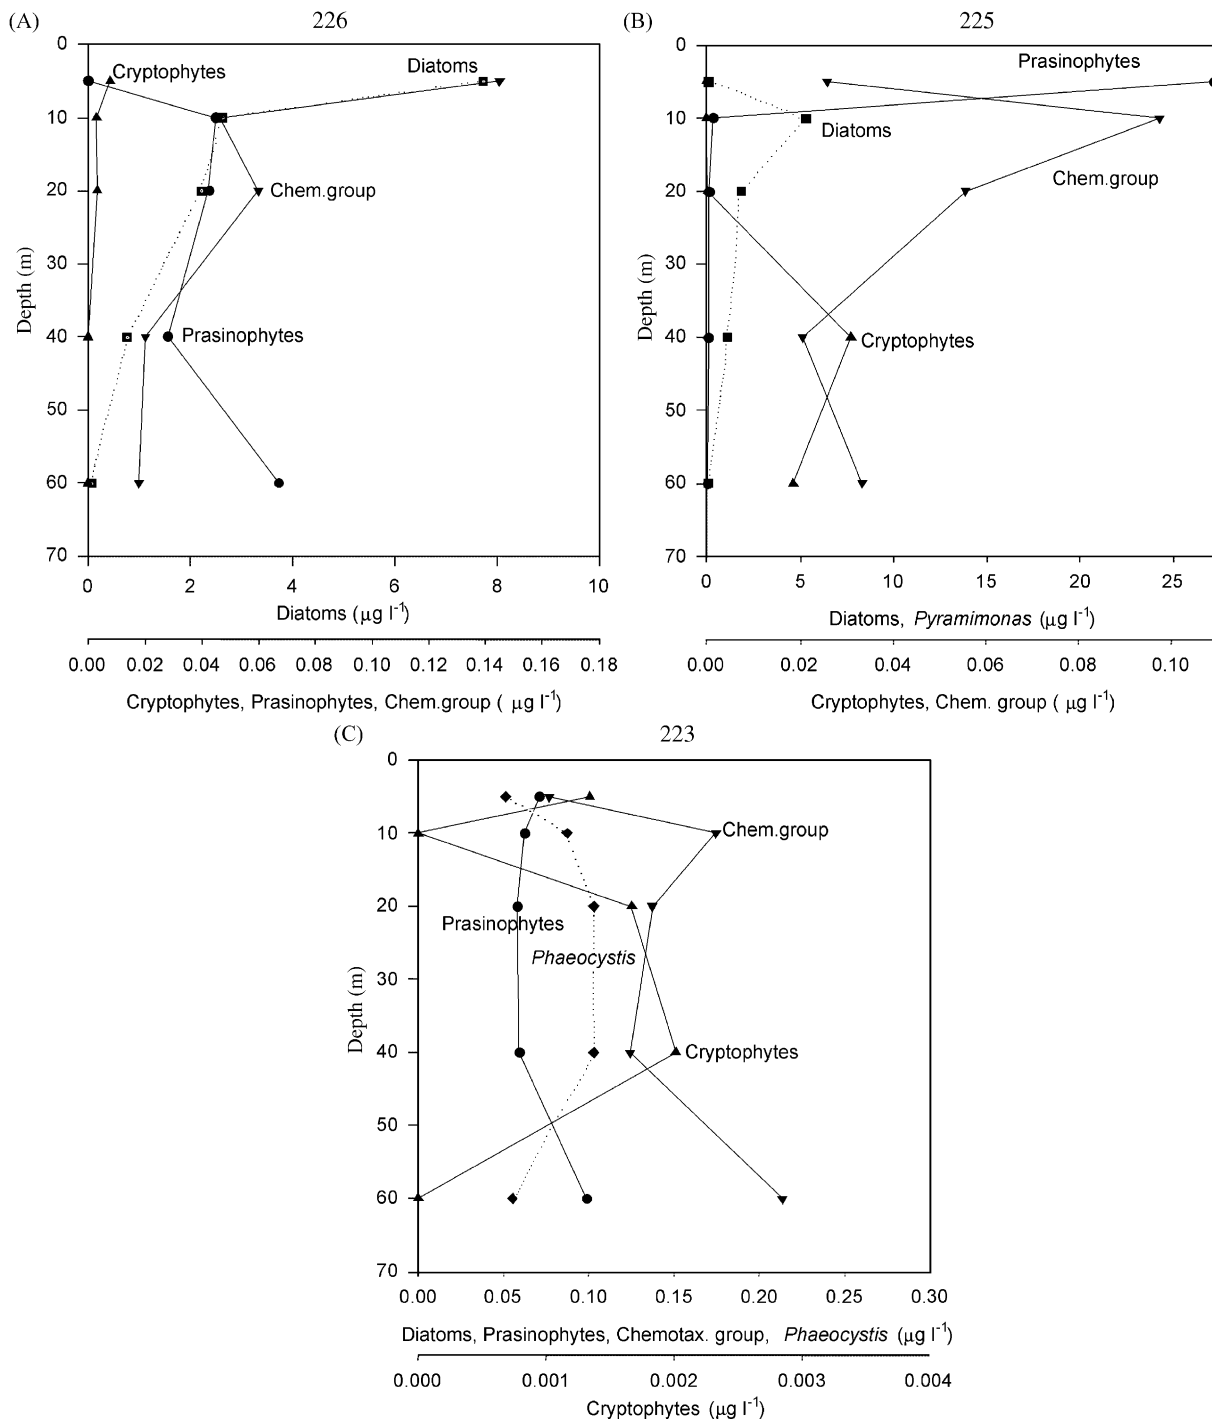 (A) 226
0
10
20
30
40
50
60
70
Depth (m)
Cryptophytes
Diatoms
Chem.group
Prasinophytes
0 2 4 6 8 10
Diatoms (μg l-1)
0.00 0.02 0.04 0.06 0.08 0.10 0.12 0.14 0.16 0.18
Cryptophytes, Prasinophytes, Chem.group ( μg l-1)
(B) 225
0
10
20
30
40
50
60
70
Depth (m)
Prasinophytes
Diatoms
Chem.group
Cryptophytes
0 5 10 15 20 25
Diatoms, Pyramimonas (μg l-1)
0.00 0.02 0.04 0.06 0.08 0.10
Cryptophytes, Chem. group ( μg l-1)
(C) 223
0
10
20
30
40
50
60
70
Depth (m)
Chem.group
Prasinophytes
Phaeocystis
Cryptophytes
0.00 0.05 0.10 0.15 0.20 0.25 0.30
Diatoms, Prasinophytes, Chemotax. group, Phaeocystis (μg l-1)
0.000 0.001 0.002 0.003 0.004
Cryptophytes (μg l-1)